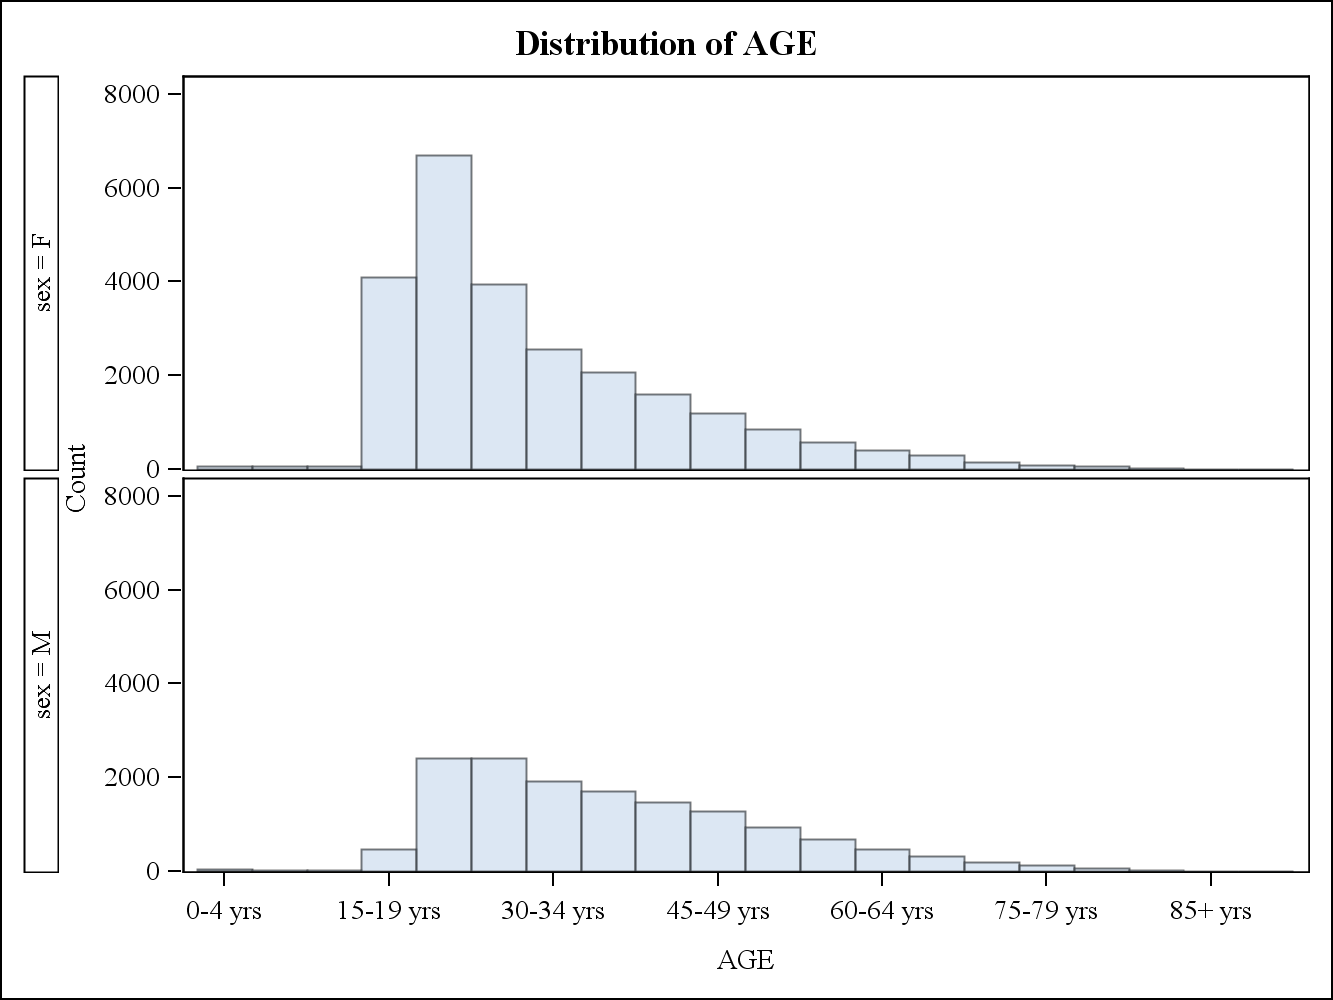 Distribution of AGE
sex = F
8000
6000
4000
2000
0
Count
sex = M
8000
6000
4000
2000
0
0-4 yrs 15-19 yrs 30-34 yrs 45-49 yrs 60-64 yrs 75-79 yrs 85+ yrs
AGE